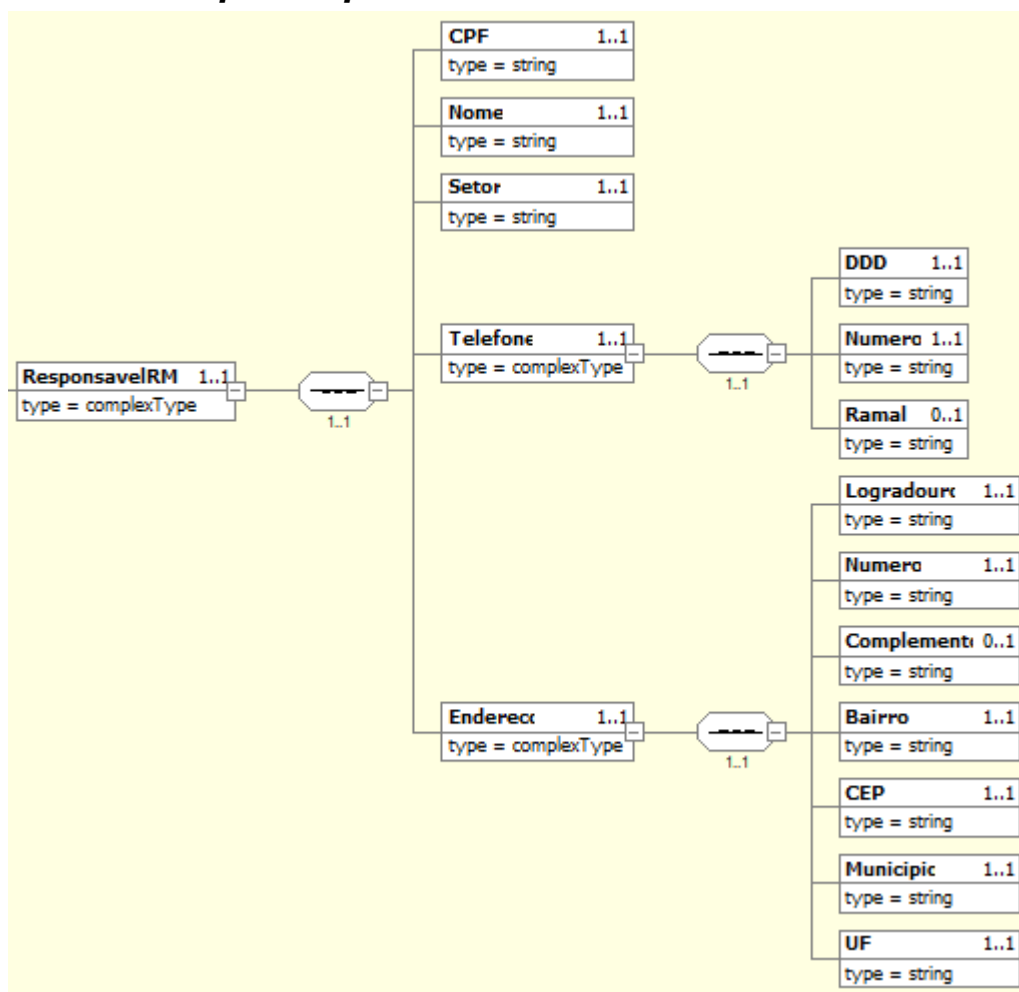 CPF 1..1
type = string
Nome 1..1
type = string
Setor 1..1
type = string
DDD 1..1
type = string
Telefone 1..1
type = complexType
1..1
Numero 1..1
type = string
ResponsavelRM 1..1
type = complexType
1..1
Ramal 0..1
type = string
Logradouro 1..1
type = string
Numero 1..1
type = string
Complemento 0..1
type = string
Endereco 1..1
type = complexType
1..1
Bairro 1..1
type = string
CEP 1..1
type = string
Municipio 1..1
type = string
UF 1..1
type = string